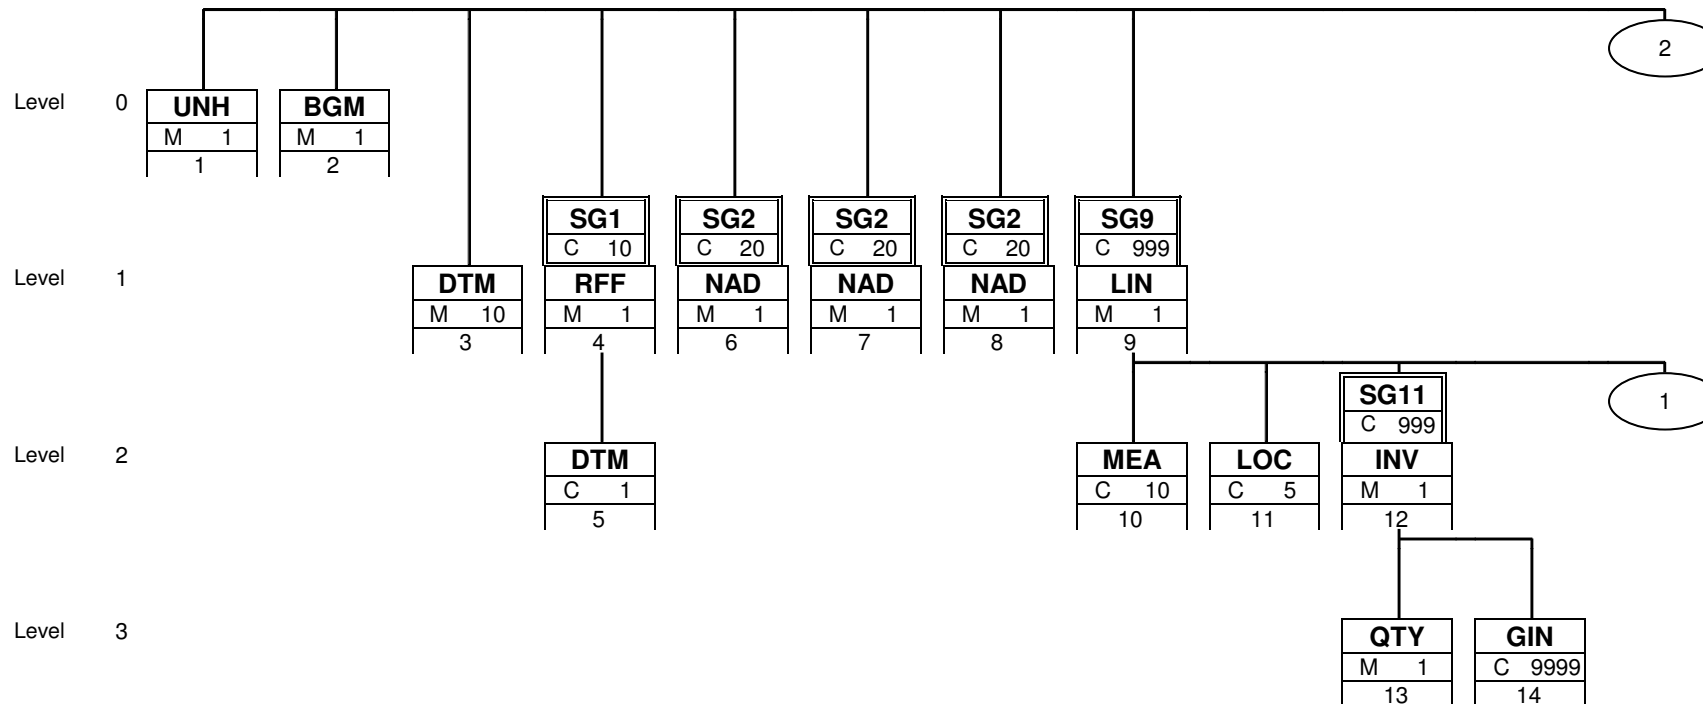 2
Level 0 UNH BGM
M 1 M 1
1 2
SG1 SG2 SG2 SG2 SG9
C 10 C 20 C 20 C 20 C 999
Level 1 DTM RFF NAD NAD NAD LIN
M 10 M 1 M 1 M 1 M 1 M 1
3 4 6 7 8 9
SG11 1
C 999
Level 2 DTM MEA LOC INV
C 1 C 10 C 5 M 1
5 10 11 12
Level 3 QTY GIN
M 1 C 9999
13 14